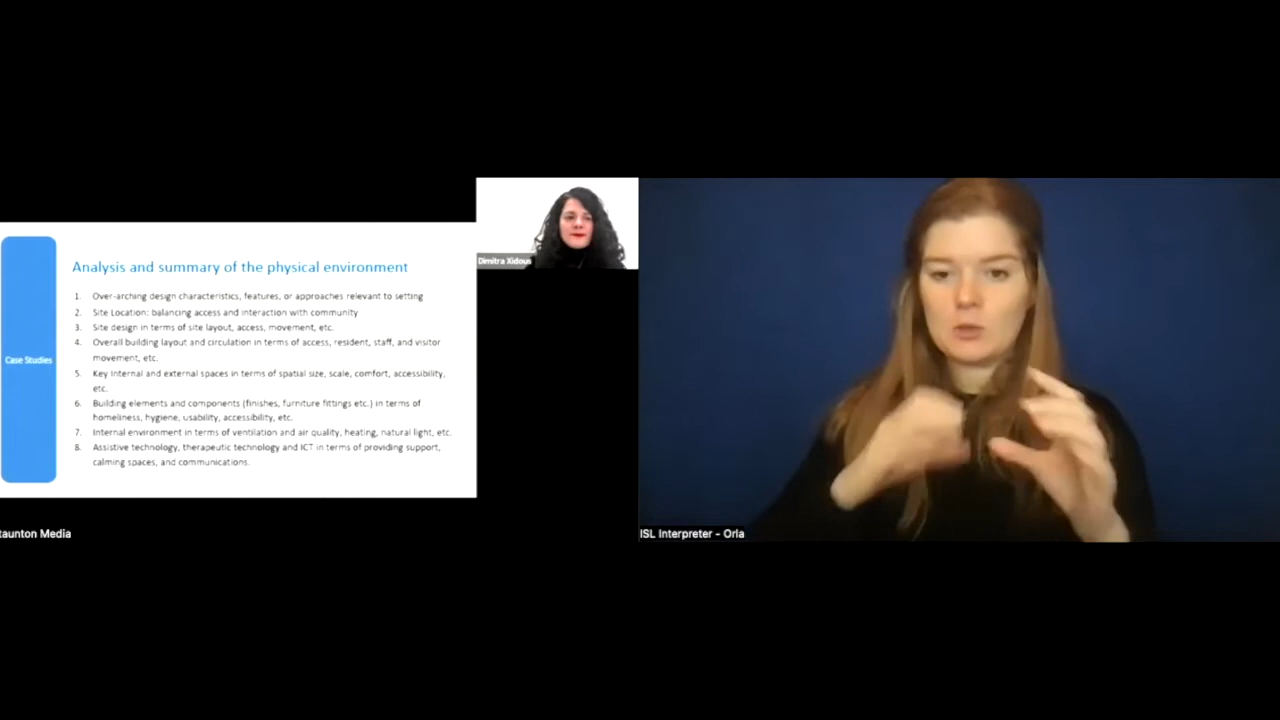 Analysis and summary of the physical environment
1. Over-arching design characteristics, features, or approaches relevant to setting
2. Site Location: balancing access and interaction with community
3. Site design in terms of site layout, access, movement, etc.
4. Overall building layout and circulation in terms of access, resident, staff, and visitor
movement, etc.
5. Key Internal and external spaces in terms of spatial size, scale, comfort, accessibility,
etc.
6. Building elements and components (finishes, furniture fittings etc.) in terms of
homeliness, hygiene, usability, accessibility, etc.
7. Internal environment in terms of ventilation and air quality, heating, natural light, etc.
8. Assistive technology, therapeutic technology and ICT in terms of providing support,
calming spaces, and communications.
Case Studies
Dimitra Xidous
taunton Media
ISL Interpreter - Orla